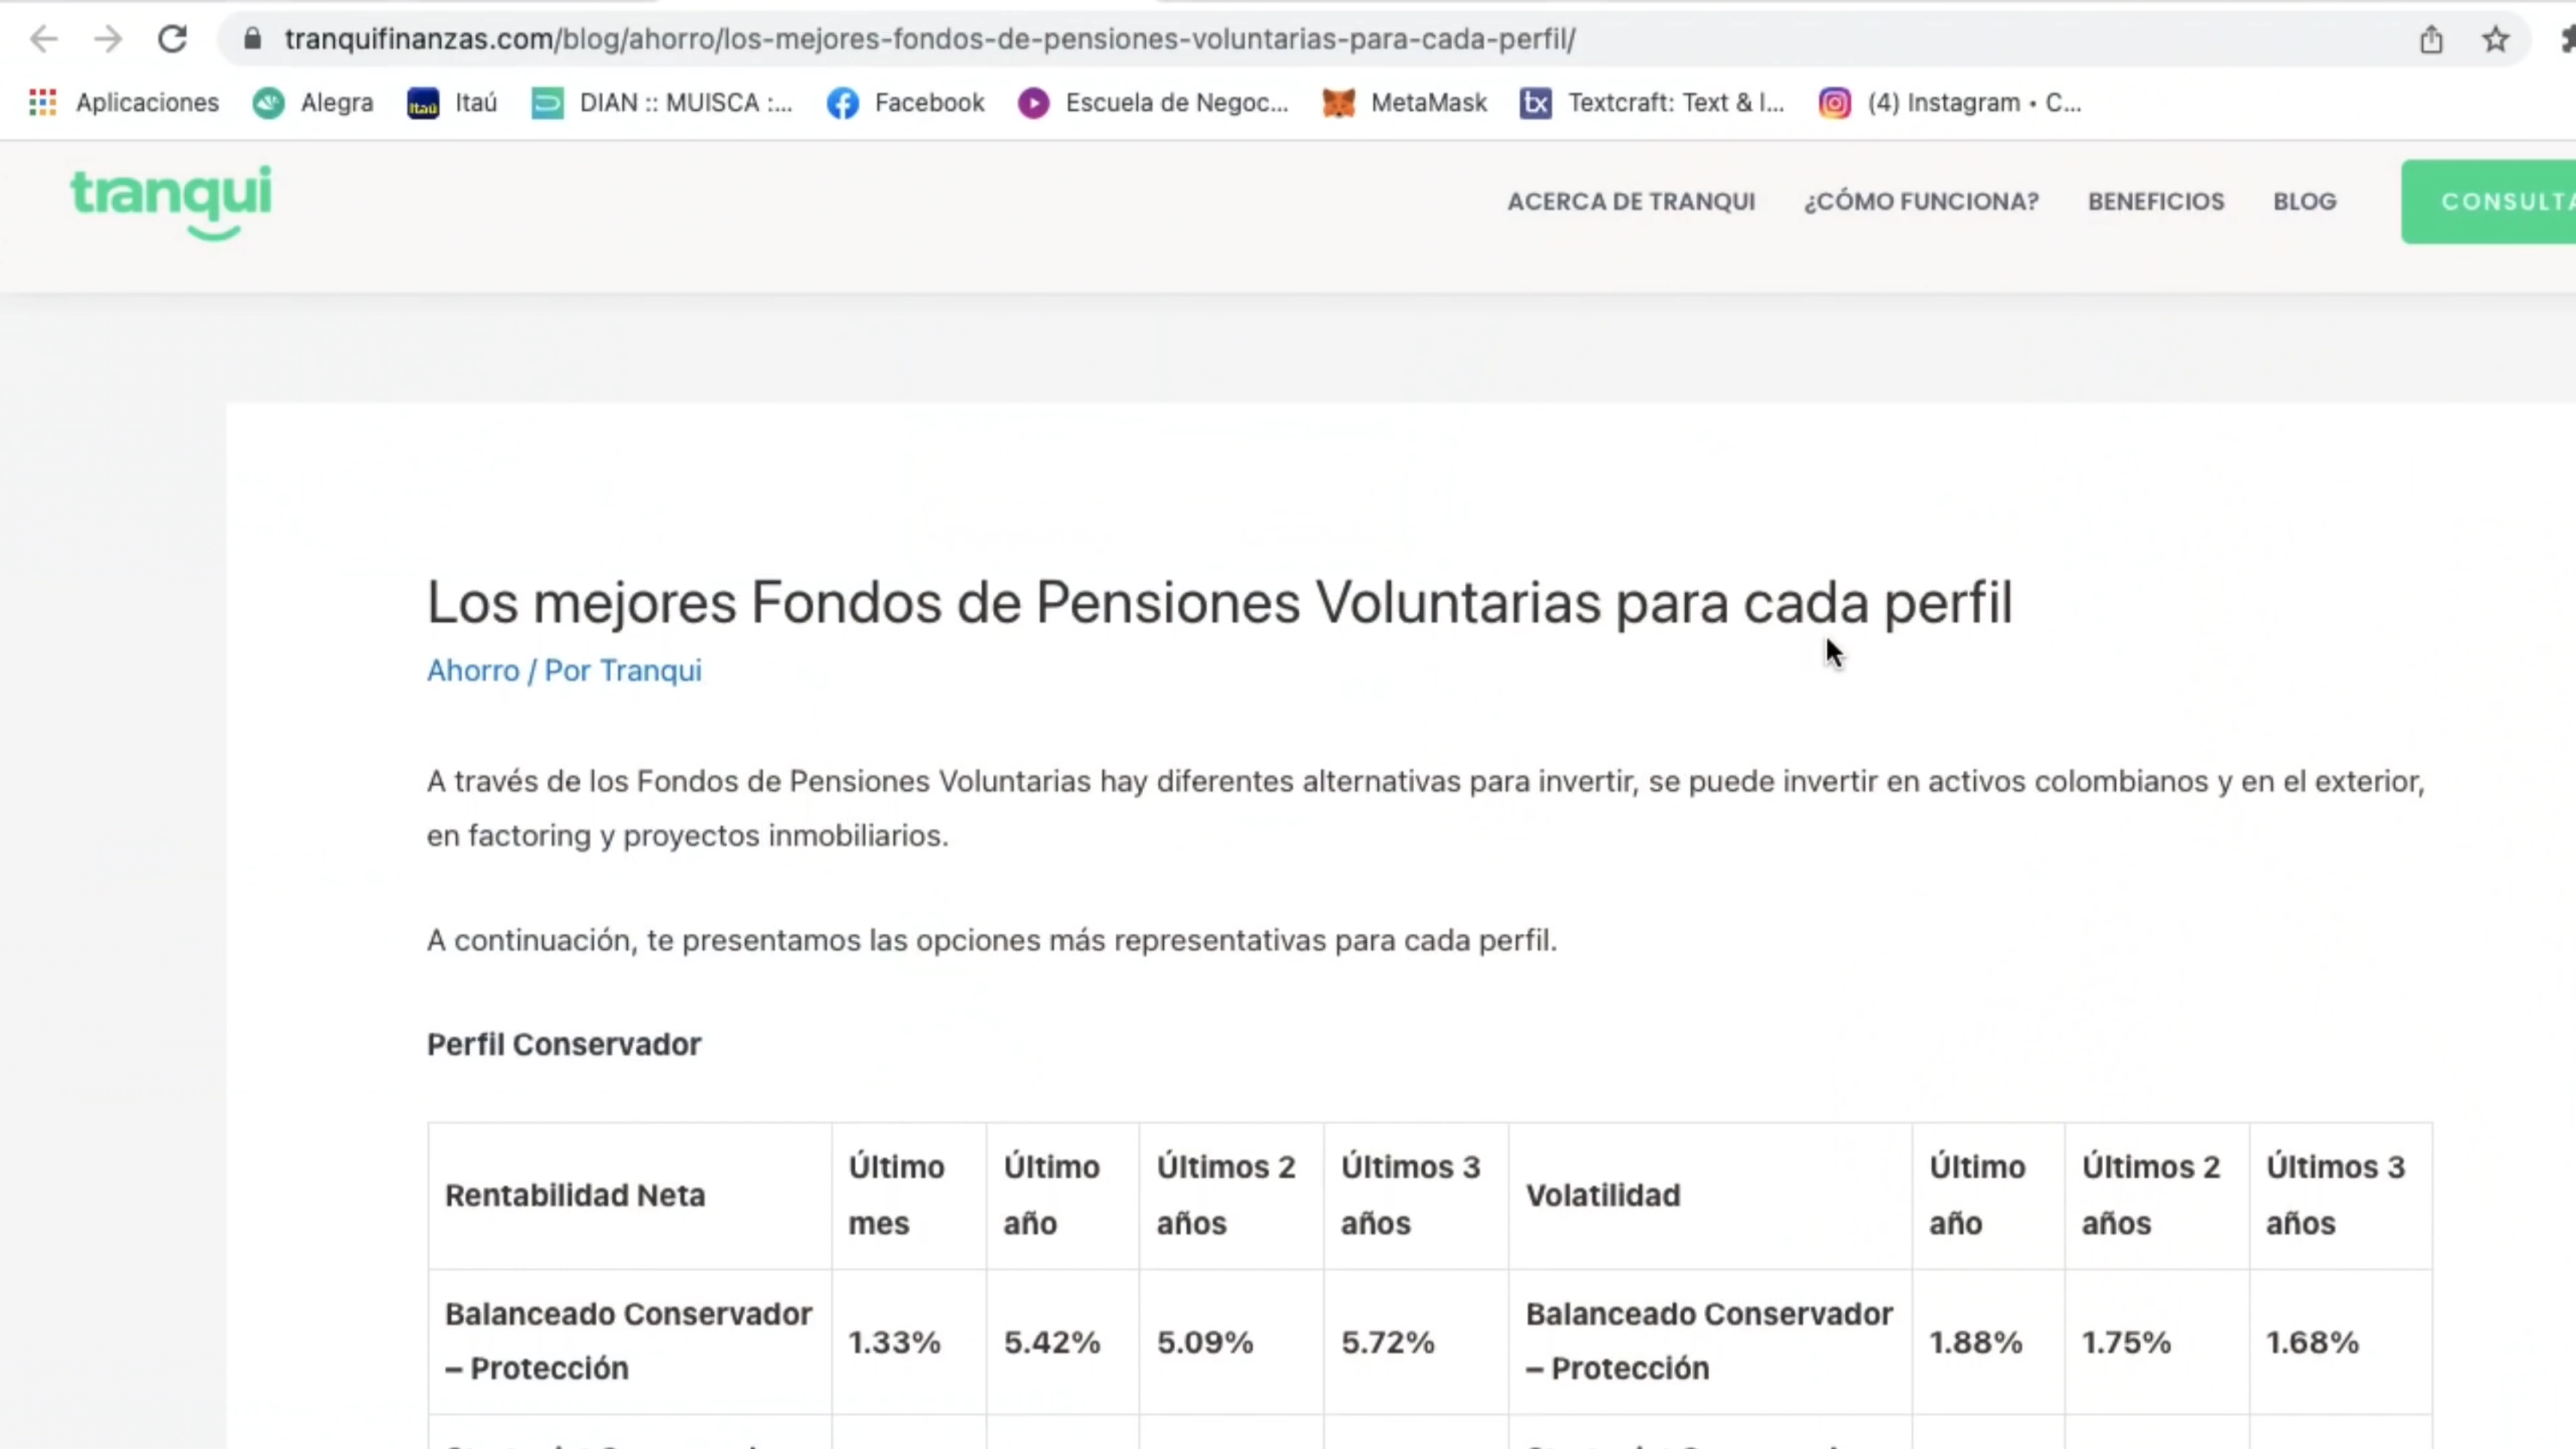 tranquifinanzas.com/blog/ahorro/los-mejores-fondos-de-pensiones-voluntarias-para-cada-perfil/
Aplicaciones Alegra Itaú Itaú DIAN :: MUISCA :... Facebook Escuela de Negoc... MetaMask tx Textcraft: Text & I... (4) Instagram • C...
tranqui ACERCA DE TRANQUI ¿CÓMO FUNCIONA? BENEFICIOS BLOG
Los mejores Fondos de Pensiones Voluntarias para cada perfil
Ahorro / Por Tranqui
A través de los Fondos de Pensiones Voluntarias hay diferentes alternativas para invertir, se puede invertir en activos colombianos y en el exterior,
en factoring y proyectos inmobiliarios.
A continuación, te presentamos las opciones más representativas para cada perfil.
Perfil Conservador
Rentabilidad Neta Último mes Último año Últimos 2 años Últimos 3 años Volatilidad Último año Últimos 2 años Últimos 3 años
Balanceado Conservador – Protección 1.33% 5.42% 5.09% 5.72% Balanceado Conservador – Protección 1.88% 1.75% 1.68%